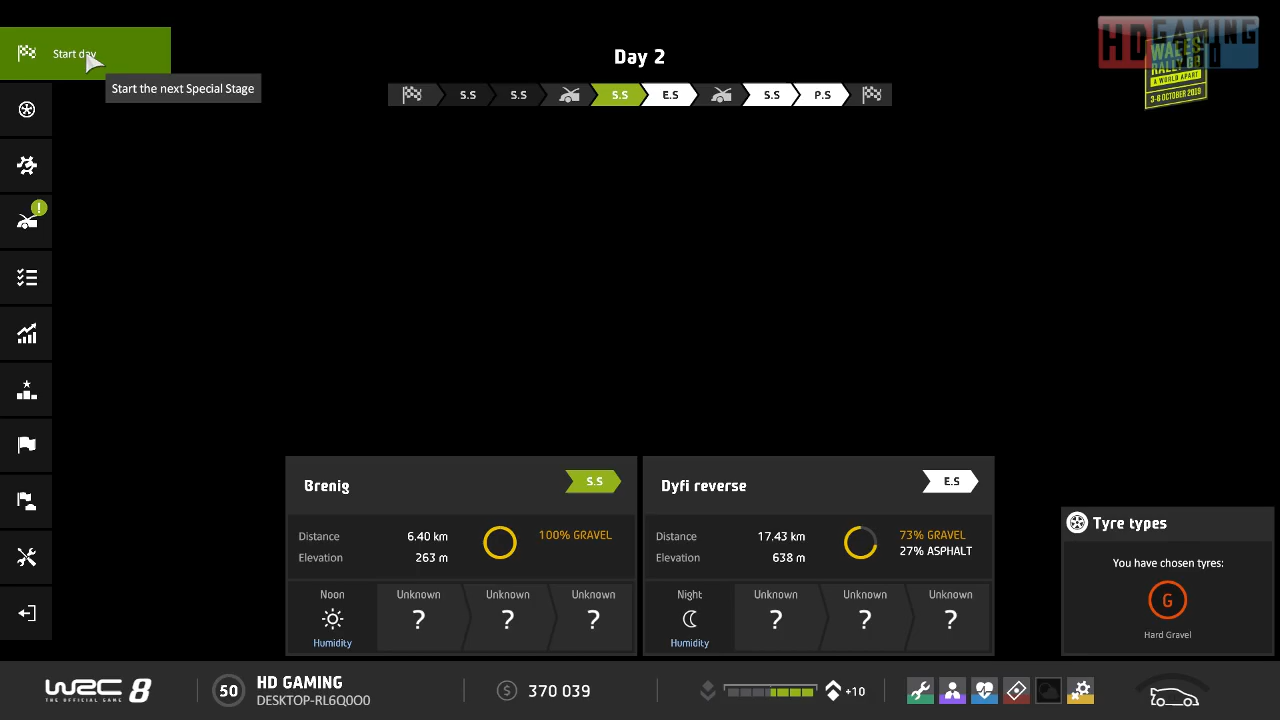 Start day
Start the next Special Stage
Day 2
S.S
S.S
S.S
E.S
S.S
P.S
HD GAMING
WALES
RALLY GB
A WORLD APART
3-6 OCTOBER 2019
!
Brenig
S.S
Distance 6.40 km
Elevation 263 m
100% GRAVEL
Noon
Humidity
Unknown
?
Unknown
?
Unknown
?
Dyfi reverse
E.S
Distance 17.43 km
Elevation 638 m
73% GRAVEL
27% ASPHALT
Night
Humidity
Unknown
?
Unknown
?
Unknown
?
Tyre types
You have chosen tyres:
G
Hard Gravel
WRC 8
THE OFFICIAL GAME
50
HD GAMING
DESKTOP-RL6Q0O0
370 039
+10